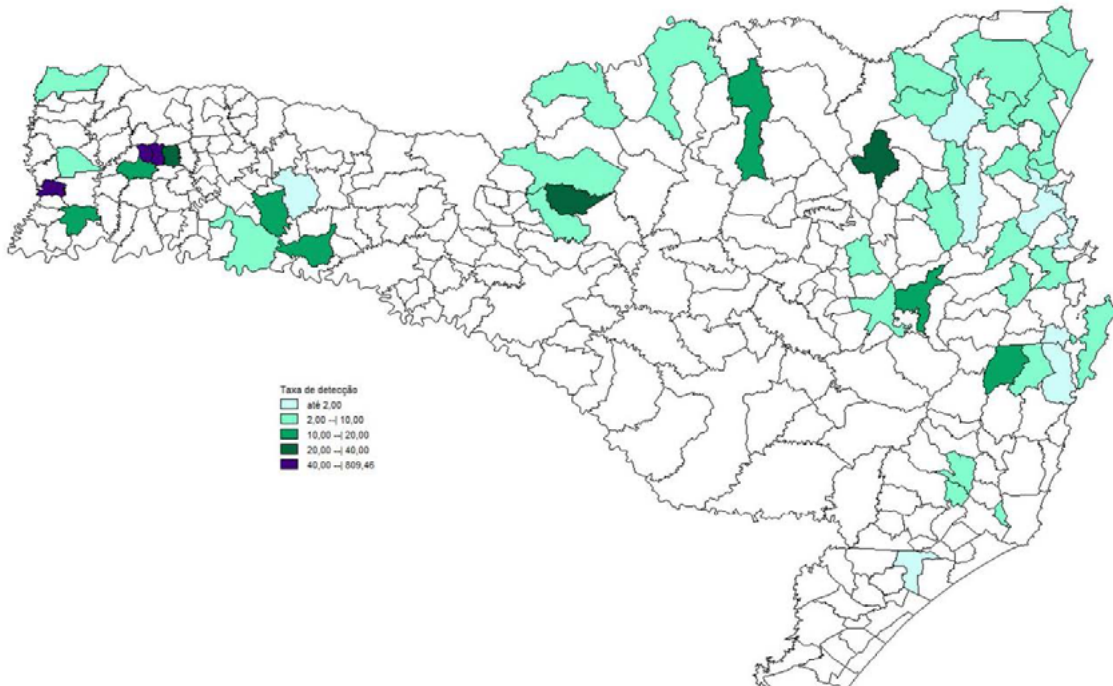 Taxa de detecção
até 2,00
2,00 --| 10,00
10,00 --| 20,00
20,00 --| 40,00
40,00 --| 809,46